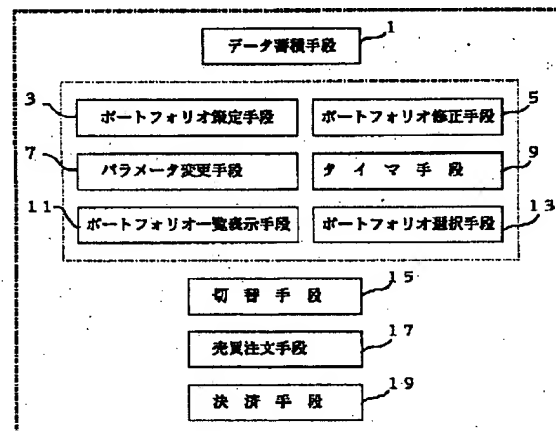 データ蓄積手段 1
3 ポートフォリオ策定手段 ポートフォリオ修正手段 5
7 パラメータ変更手段 タイマ手段 9
11 ポートフォリオ一覧表示手段 ポートフォリオ選択手段 13
切替手段 15
売買注文手段 17
決済手段 19